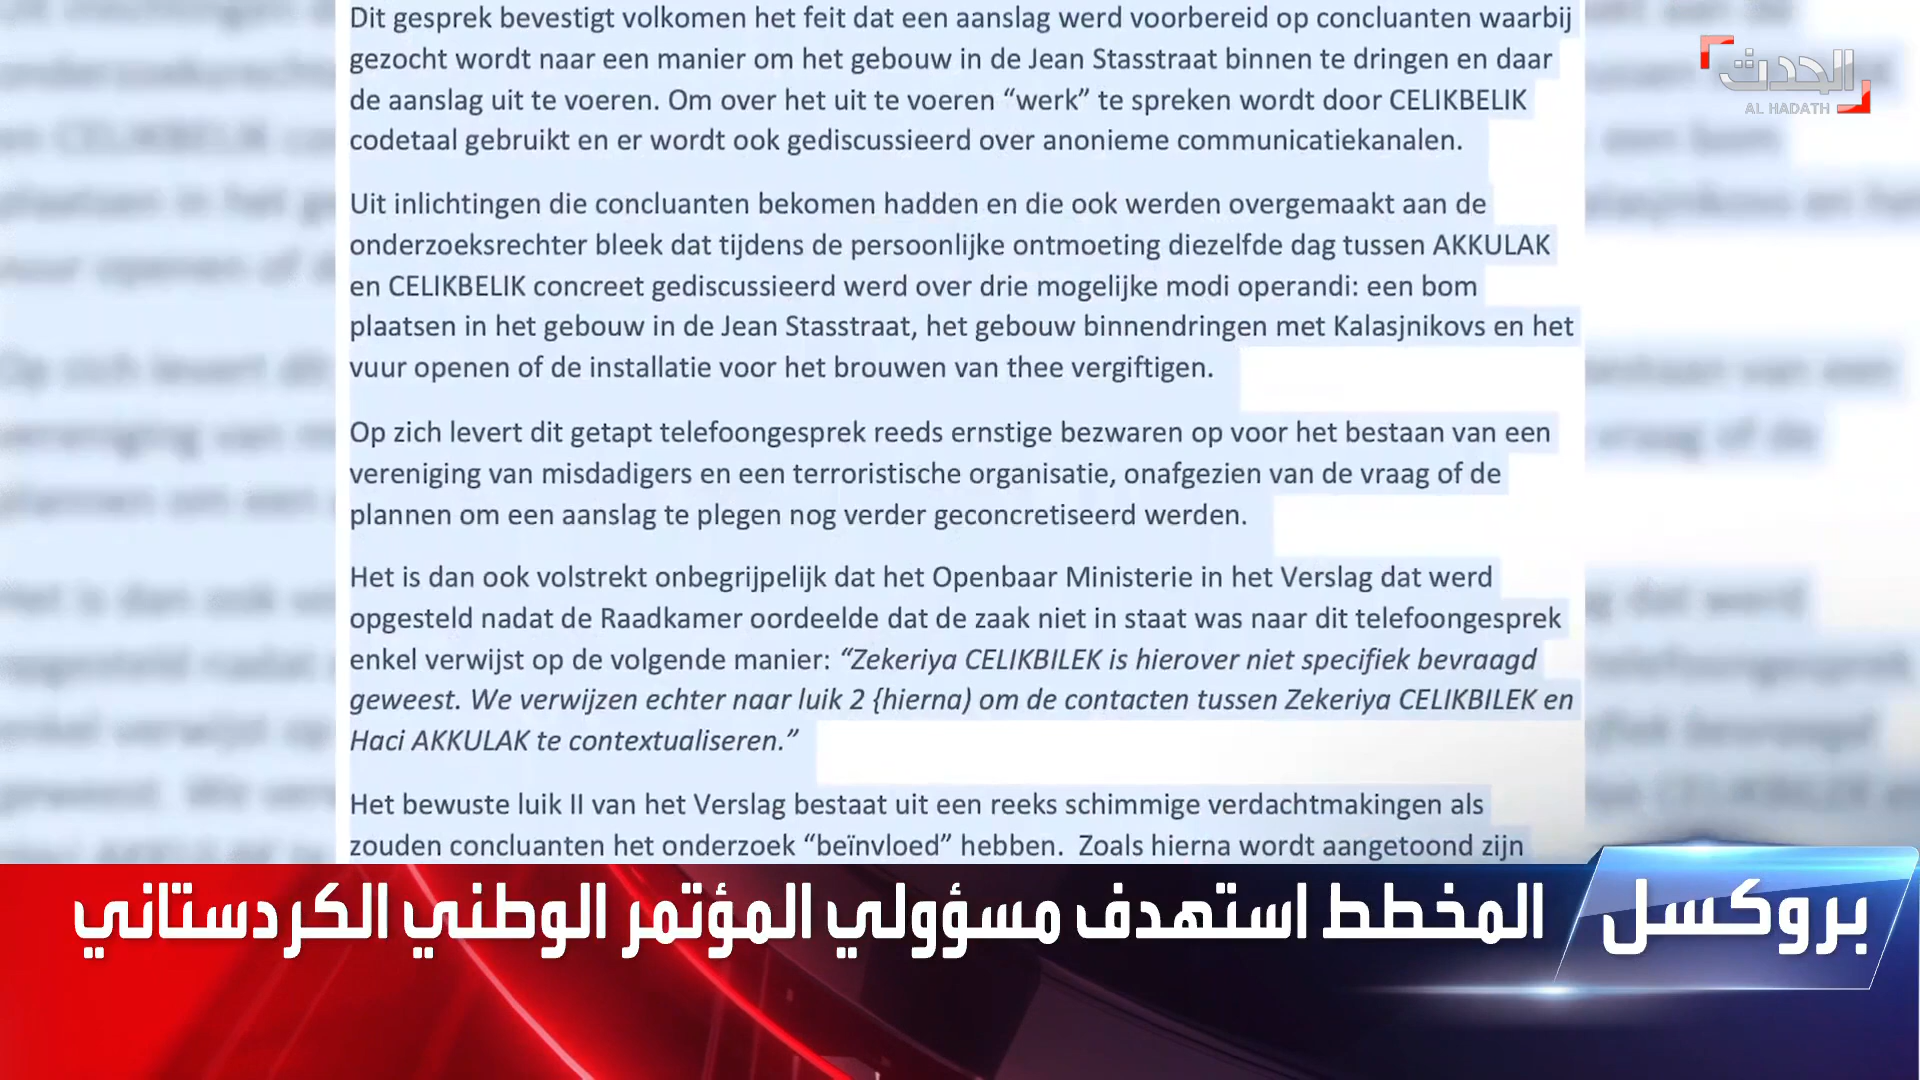 Dit gesprek bevestigt volkomen het feit dat een aanslag werd voorbereid op concluanten waarbij
gezocht wordt naar een manier om het gebouw in de Jean Stasstraat binnen te dringen en daar
de aanslag uit te voeren. Om over het uit te voeren “werk” te spreken wordt door CELIKBELIK
codetaal gebruikt en er wordt ook gediscussieerd over anonieme communicatiekanalen.
الحدث
AL HADATH
Uit inlichtingen die concluanten bekomen hadden en die ook werden overgemaakt aan de
onderzoeksrechter bleek dat tijdens de persoonlijke ontmoeting diezelfde dag tussen AKKULAK
en CELIKBELIK concreet gediscussieerd werd over drie mogelijke modi operandi: een bom
plaatsen in het gebouw in de Jean Stasstraat, het gebouw binnendringen met Kalasjnikovs en het
vuur openen of de installatie voor het brouwen van thee vergiftigen.
Op zich levert dit getapt telefoongesprek reeds ernstige bezwaren op voor het bestaan van een
vereniging van misdadigers en een terroristische organisatie, onafgezien van de vraag of de
plannen om een aanslag te plegen nog verder geconcretiseerd werden.
Het is dan ook volstrekt onbegrijpelijk dat het Openbaar Ministerie in het Verslag dat werd
opgesteld nadat de Raadkamer oordeelde dat de zaak niet in staat was naar dit telefoongesprek
enkel verwijst op de volgende manier: “Zekeriya CELIKBILEK is hierover niet specifiek bevraagd
geweest. We verwijzen echter naar luik 2 {hierna) om de contacten tussen Zekeriya CELIKBILEK en
Haci AKKULAK te contextualiseren.”
Het bewuste luik II van het Verslag bestaat uit een reeks schimmige verdachtmakingen als
zouden concluanten het onderzoek “beïnvloed” hebben. Zoals hierna wordt aangetoond zijn
بروكسل
المخطط استهدف مسؤولي المؤتمر الوطني الكردستاني